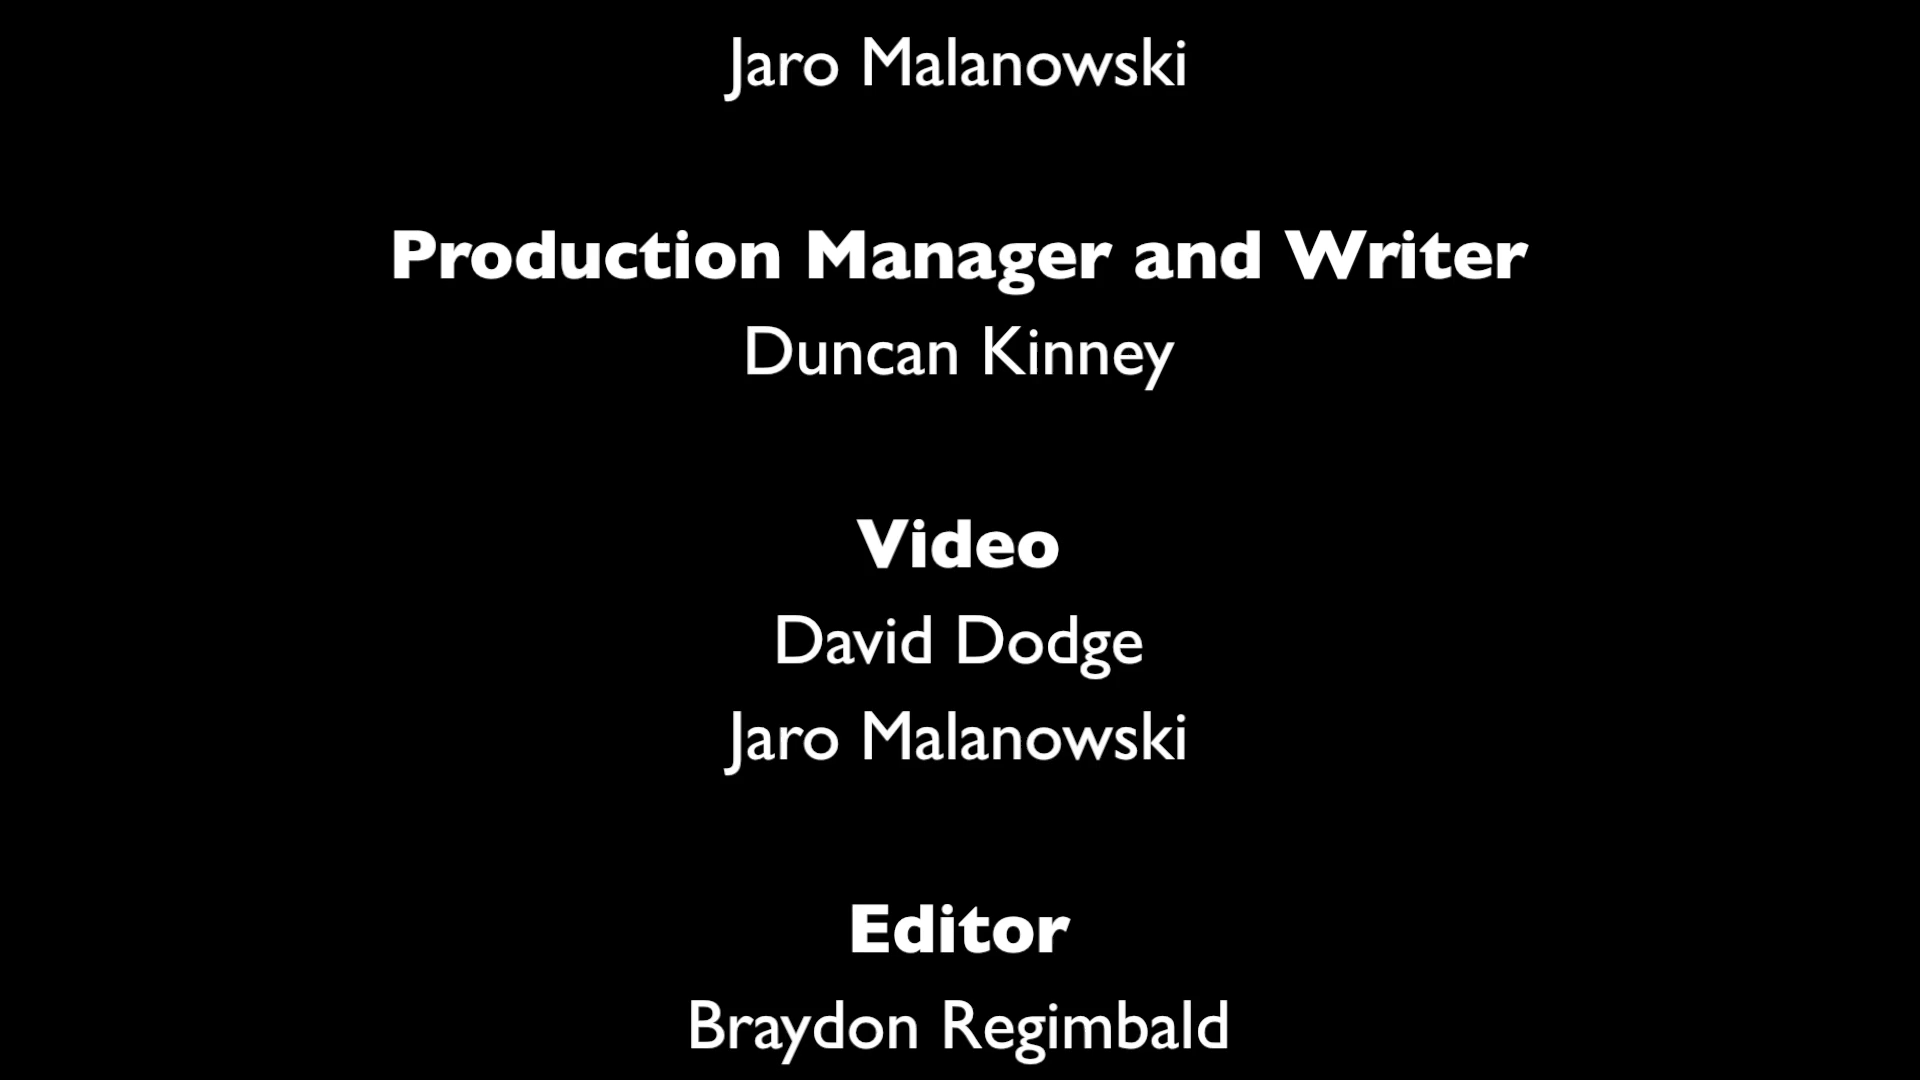 Jaro Malanowski
Production Manager and Writer
Duncan Kinney
Video
David Dodge
Jaro Malanowski
Editor
Braydon Regimbald